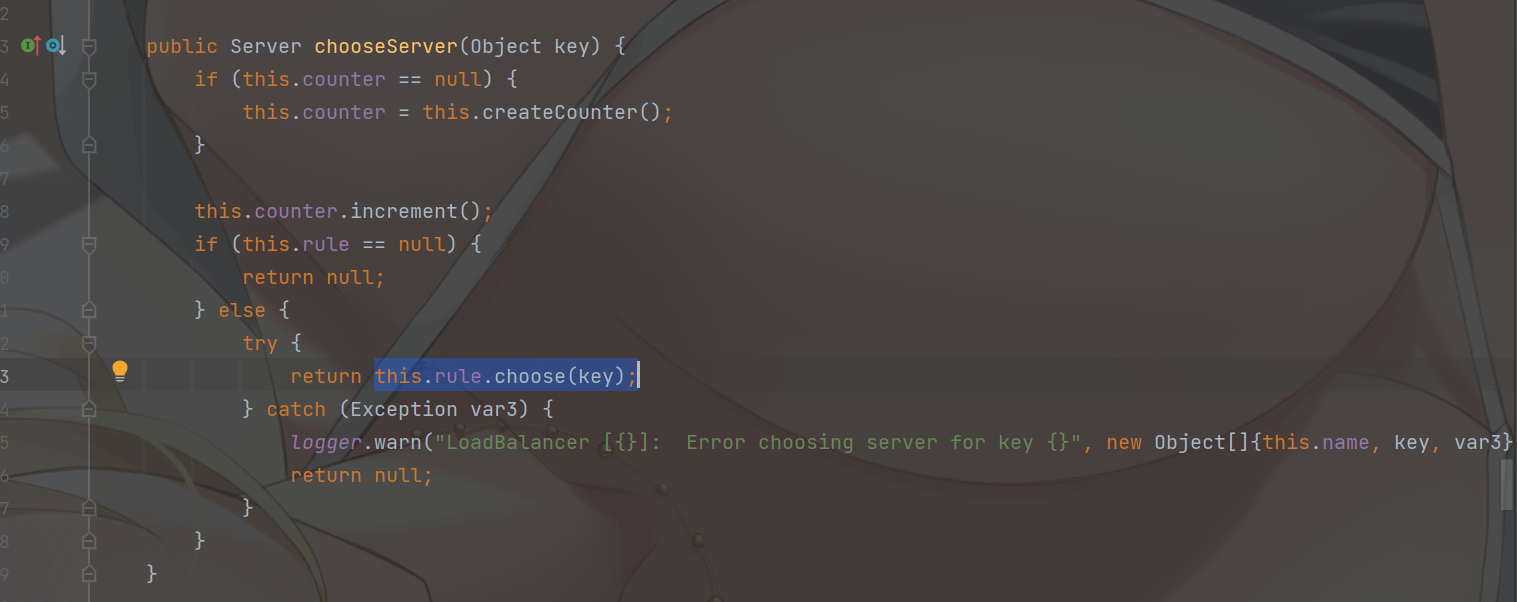 2
3 public Server chooseServer(Object key) {
4 if (this.counter == null) {
5 this.counter = this.createCounter();
6 }
7
8 this.counter.increment();
9 if (this.rule == null) {
0 return null;
1 } else {
2 try {
3 return this.rule.choose(key);
4 } catch (Exception var3) {
5 logger.warn("LoadBalancer [{}]:  Error choosing server for key {}", new Object[]{this.name, key, var3}
6 return null;
7 }
8 }
9 }